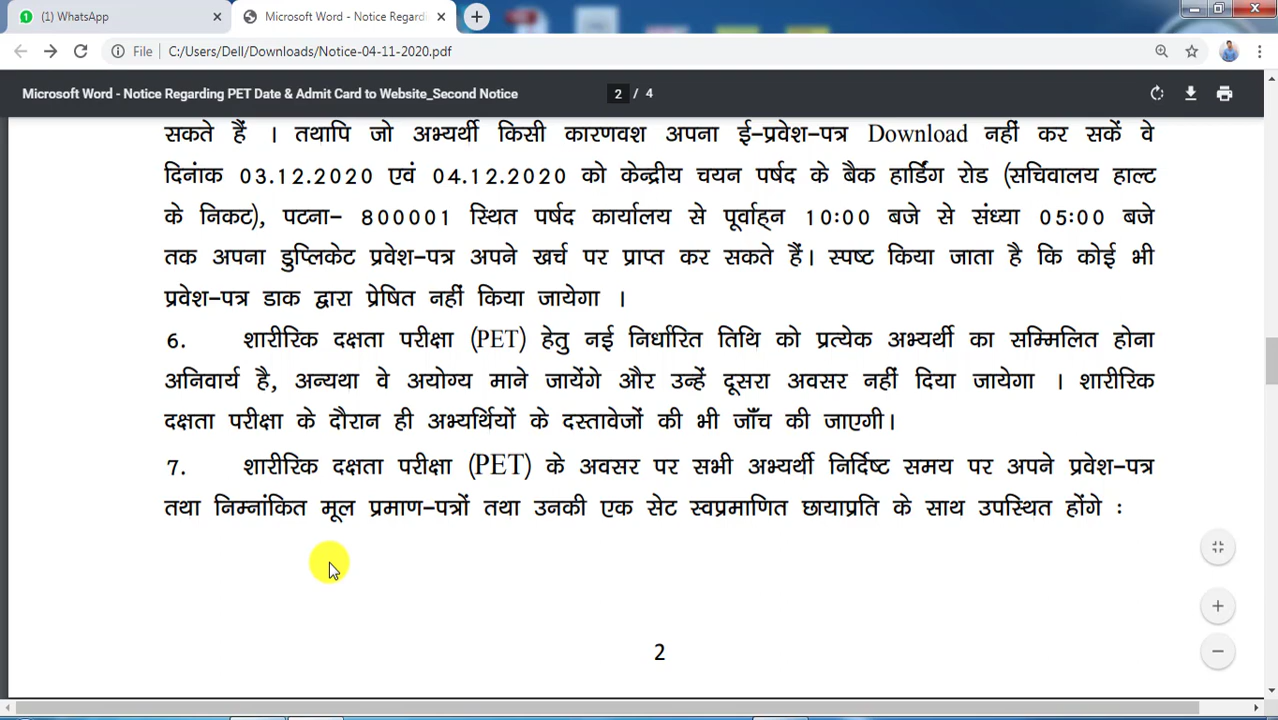 (1) WhatsApp
Microsoft Word - Notice Regardi
File
C:/Users/Dell/Downloads/Notice-04-11-2020.pdf
Microsoft Word - Notice Regarding PET Date & Admit Card to Website_Second Notice
2 / 4
सकते हैं । तथापि जो अभ्यर्थी किसी कारणवश अपना ई-प्रवेश-पत्र Download नहीं कर सकें वे
दिनांक 03.12.2020 एवं 04.12.2020 को केन्द्रीय चयन पर्षद के बैक हार्डिंग रोड (सचिवालय हाल्ट
के निकट), पटना- 800001 स्थित पर्षद कार्यालय से पूर्वाह्न 10:00 बजे से संध्या 05:00 बजे
तक अपना डुप्लिकेट प्रवेश-पत्र अपने खर्च पर प्राप्त कर सकते हैं। स्पष्ट किया जाता है कि कोई भी
प्रवेश-पत्र डाक द्वारा प्रेषित नहीं किया जायेगा ।
6. शारीरिक दक्षता परीक्षा (PET) हेतु नई निर्धारित तिथि को प्रत्येक अभ्यर्थी का सम्मिलित होना
अनिवार्य है, अन्यथा वे अयोग्य माने जायेंगे और उन्हें दूसरा अवसर नहीं दिया जायेगा । शारीरिक
दक्षता परीक्षा के दौरान ही अभ्यर्थियों के दस्तावेजों की भी जाँच की जाएगी।
7. शारीरिक दक्षता परीक्षा (PET) के अवसर पर सभी अभ्यर्थी निर्दिष्ट समय पर अपने प्रवेश-पत्र
तथा निम्नांकित मूल प्रमाण-पत्रों तथा उनकी एक सेट स्वप्रमाणित छायाप्रति के साथ उपस्थित होंगे :
2